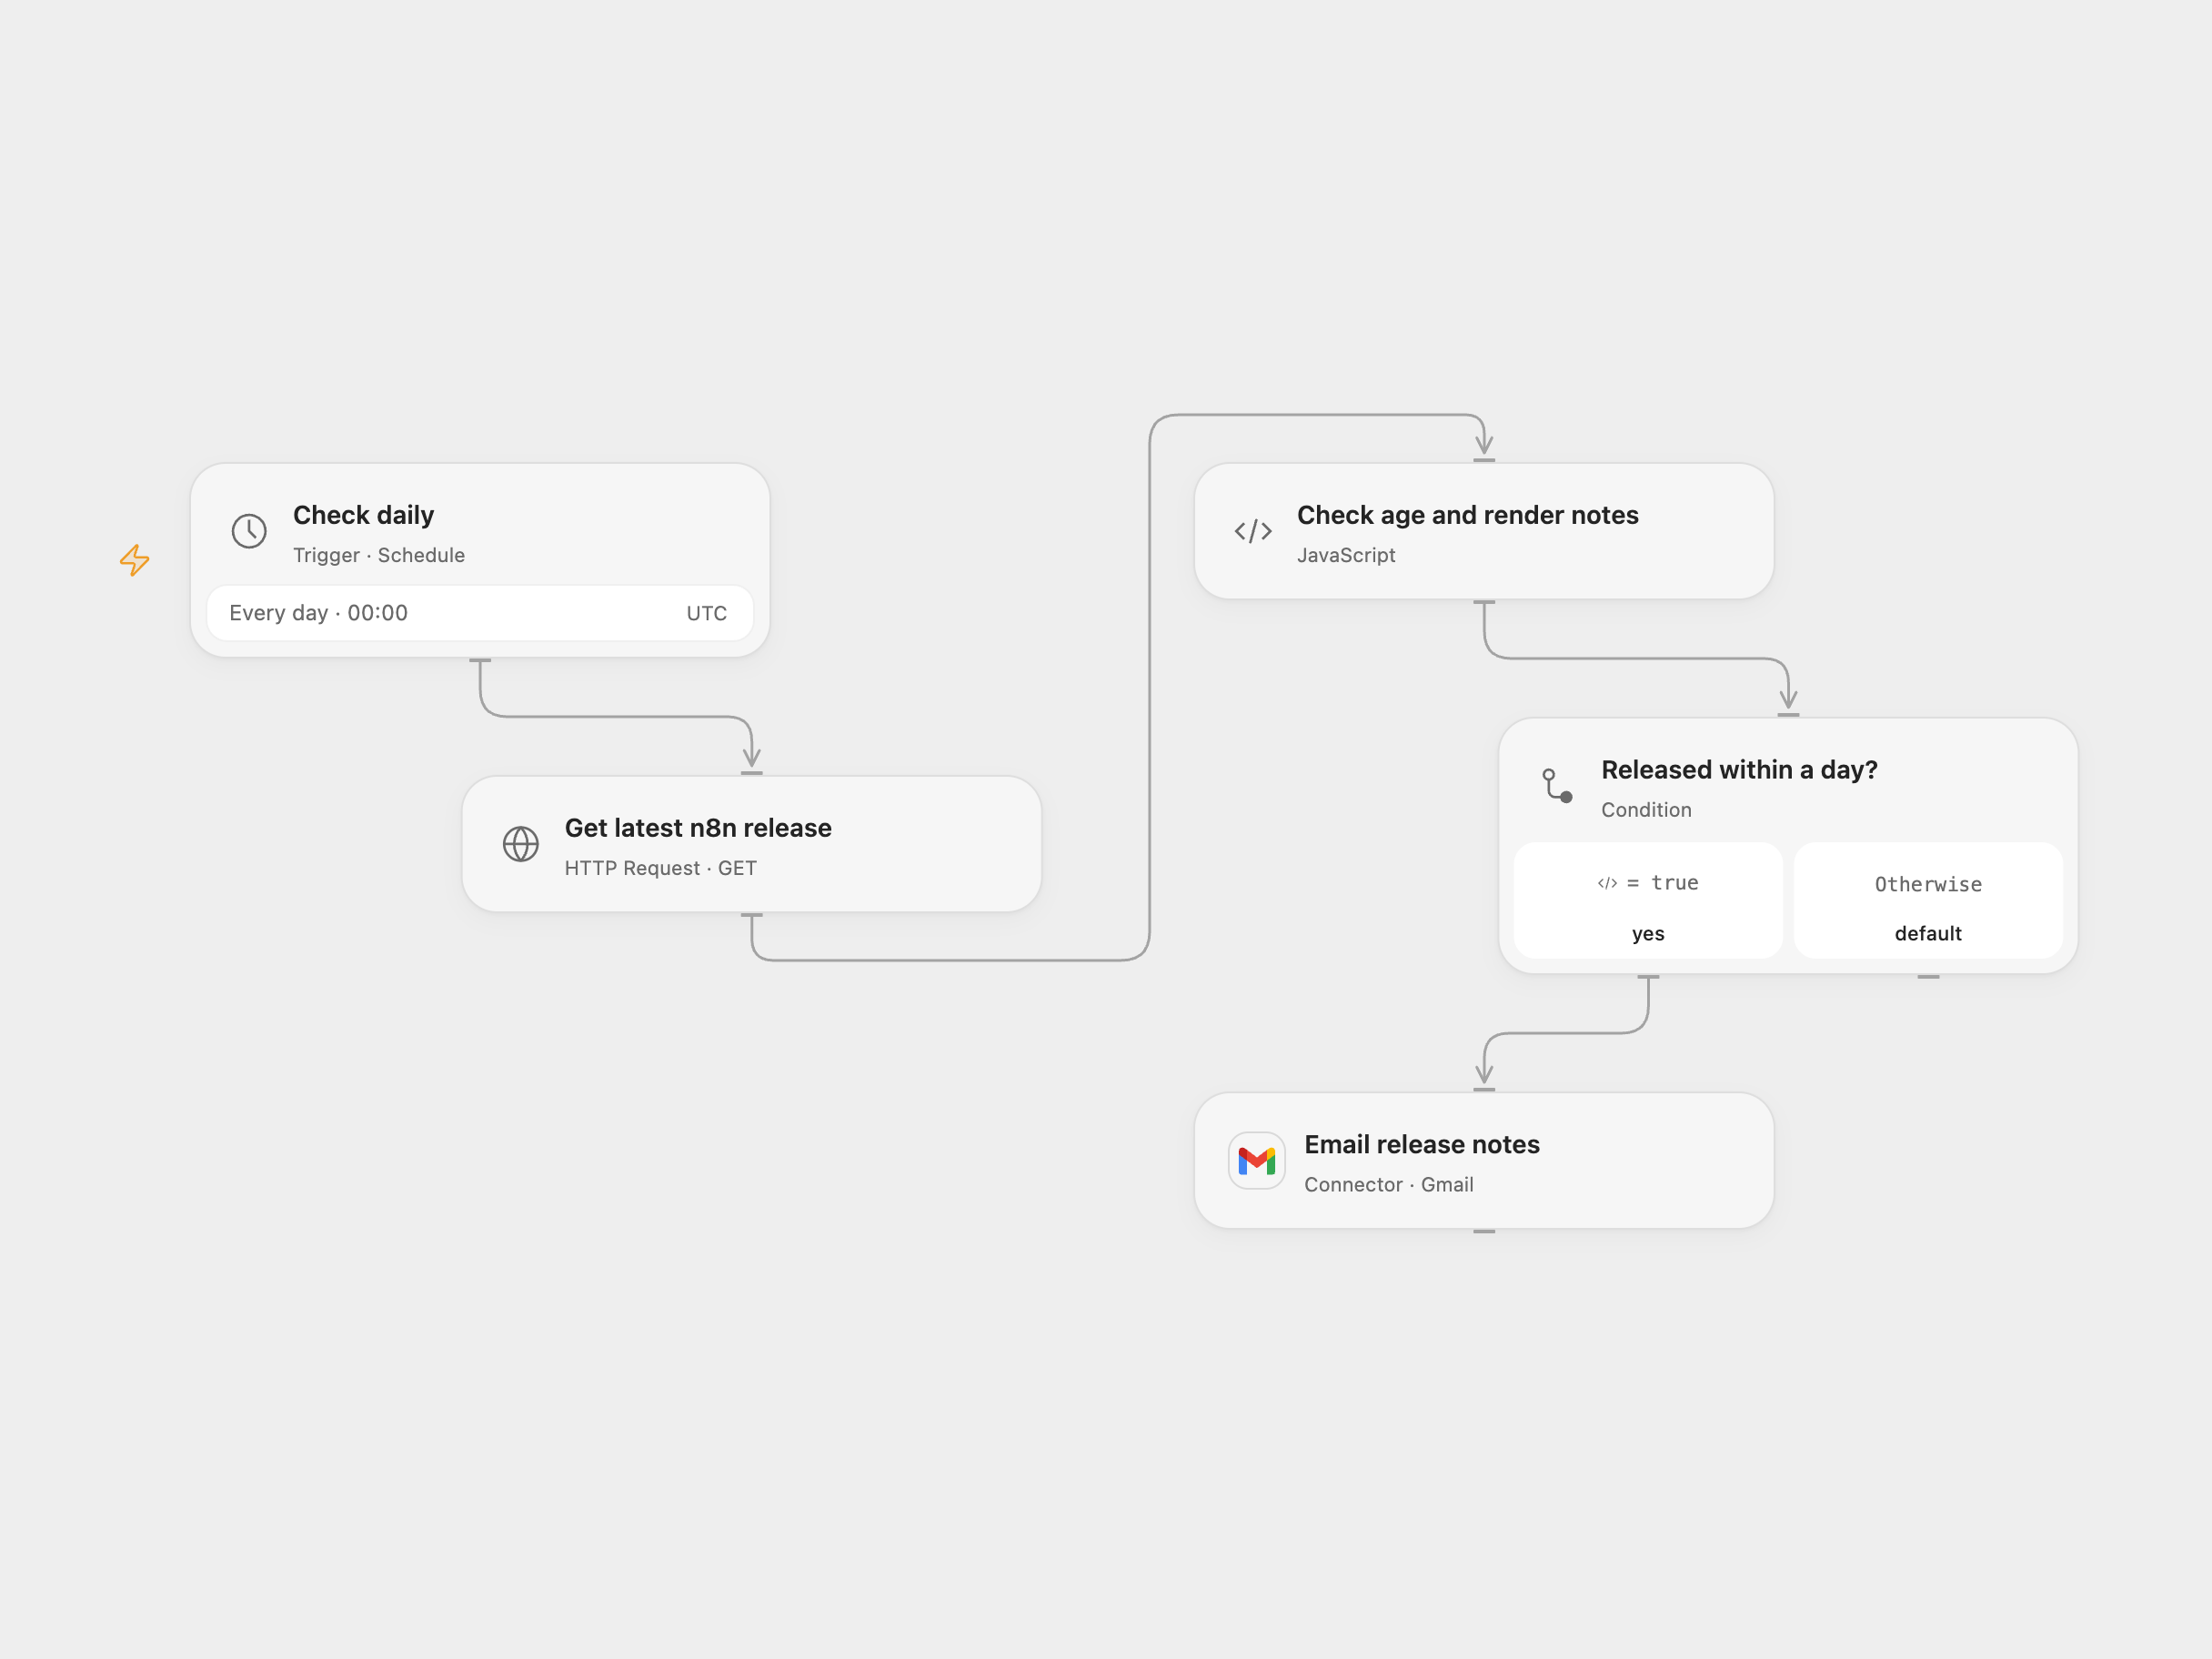 Check daily
Trigger · Schedule
Every day · 00:00 UTC
Get latest n8n release
HTTP Request · GET
Check age and render notes
JavaScript
Released within a day?
Condition
</> = true
yes
Otherwise
default
Email release notes
Connector · Gmail